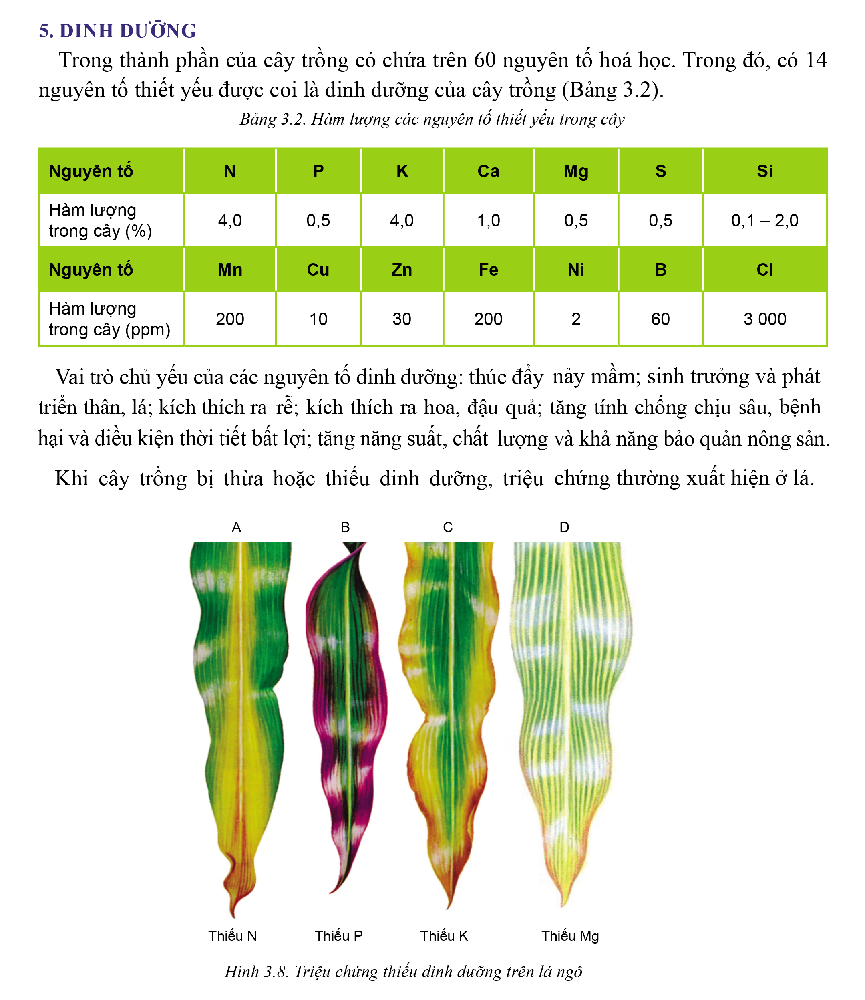 5. DINH DƯỠNG
Trong thành phần của cây trồng có chứa trên 60 nguyên tố hoá học. Trong đó, có 14
nguyên tố thiết yếu được coi là dinh dưỡng của cây trồng (Bảng 3.2).
Bảng 3.2. Hàm lượng các nguyên tố thiết yếu trong cây
Nguyên tố N P K Ca Mg S Si
Hàm lượng
trong cây (%) 4,0 0,5 4,0 1,0 0,5 0,5 0,1 – 2,0
Nguyên tố Mn Cu Zn Fe Ni B Cl
Hàm lượng
trong cây (ppm) 200 10 30 200 2 60 3 000
Vai trò chủ yếu của các nguyên tố dinh dưỡng: thúc đẩy nảy mầm; sinh trưởng và phát
triển thân, lá; kích thích ra rễ; kích thích ra hoa, đậu quả; tăng tính chống chịu sâu, bệnh
hại và điều kiện thời tiết bất lợi; tăng năng suất, chất lượng và khả năng bảo quản nông sản.
Khi cây trồng bị thừa hoặc thiếu dinh dưỡng, triệu chứng thường xuất hiện ở lá.
A B C D
Thiếu N Thiếu P Thiếu K Thiếu Mg
Hình 3.8. Triệu chứng thiếu dinh dưỡng trên lá ngô